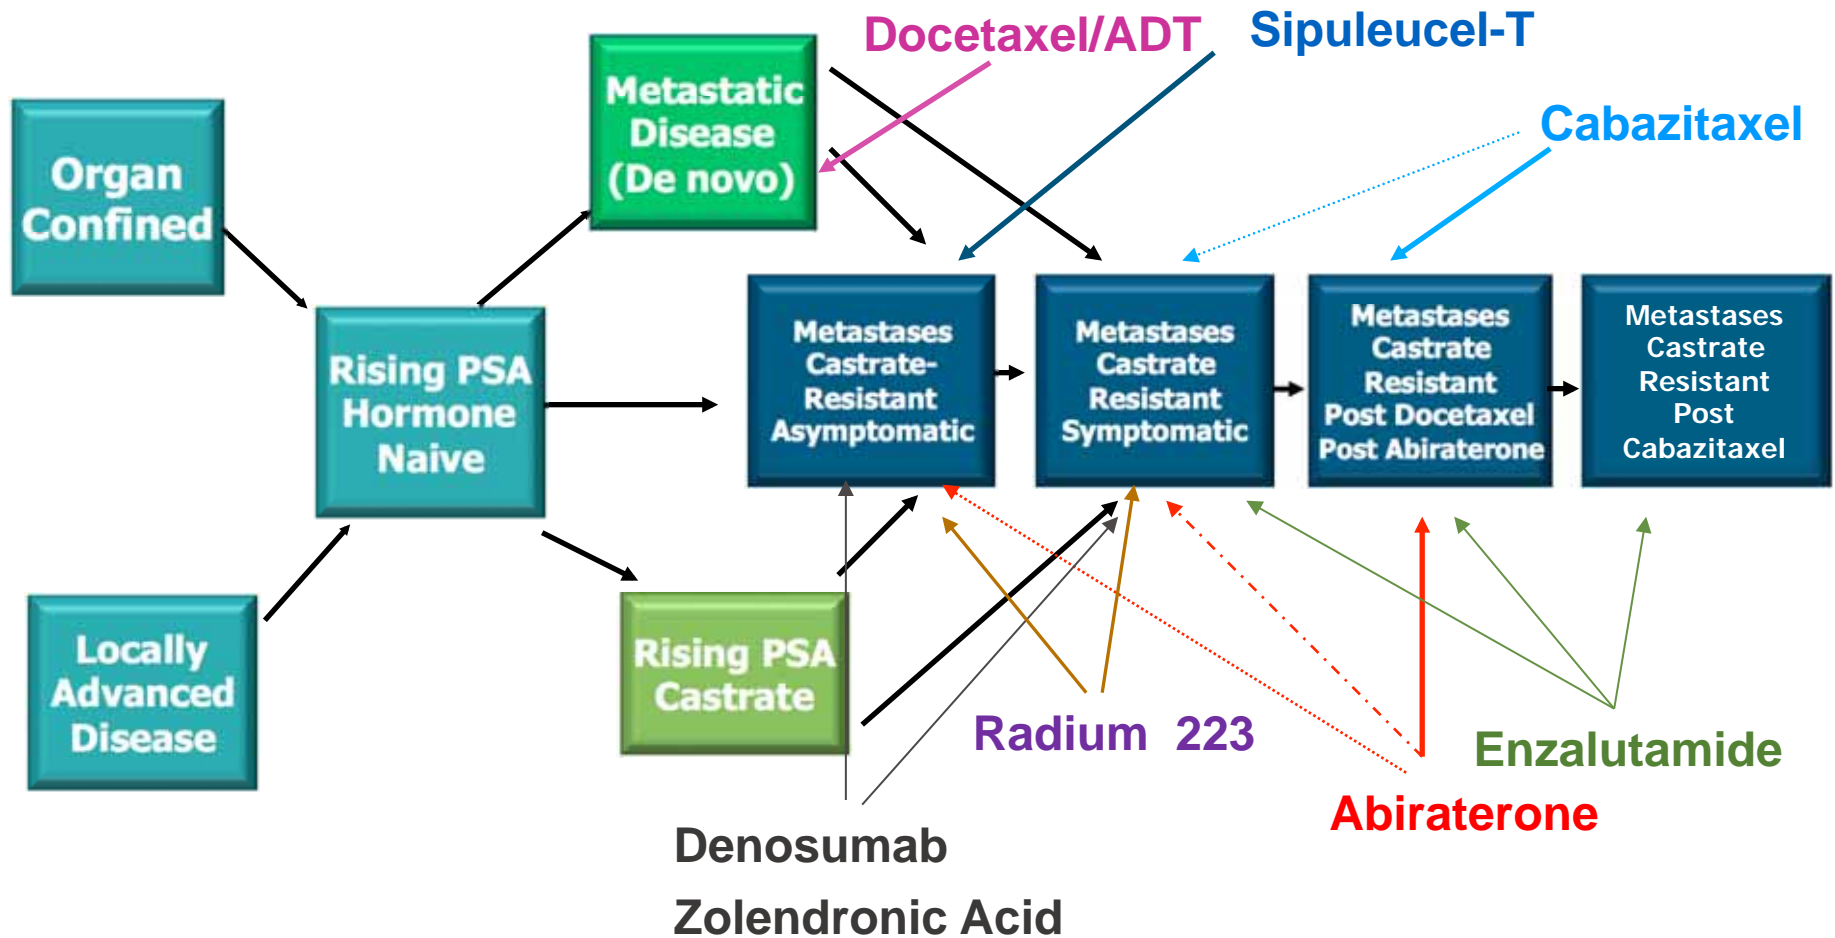 Docetaxel/ADT
Sipuleucel-T
Cabazitaxel
Organ
Confined
Metastatic
Disease
(De novo)
Rising PSA
Hormone
Naive
Metastases
Castrate-
Resistant
Asymptomatic
Metastases
Castrate
Resistant
Symptomatic
Metastases
Castrate
Resistant
Post Docetaxel
Post Abiraterone
Metastases
Castrate
Resistant
Post
Cabazitaxel
Locally
Advanced
Disease
Rising PSA
Castrate
Radium 223
Enzalutamide
Abiraterone
Denosumab
Zolendronic Acid